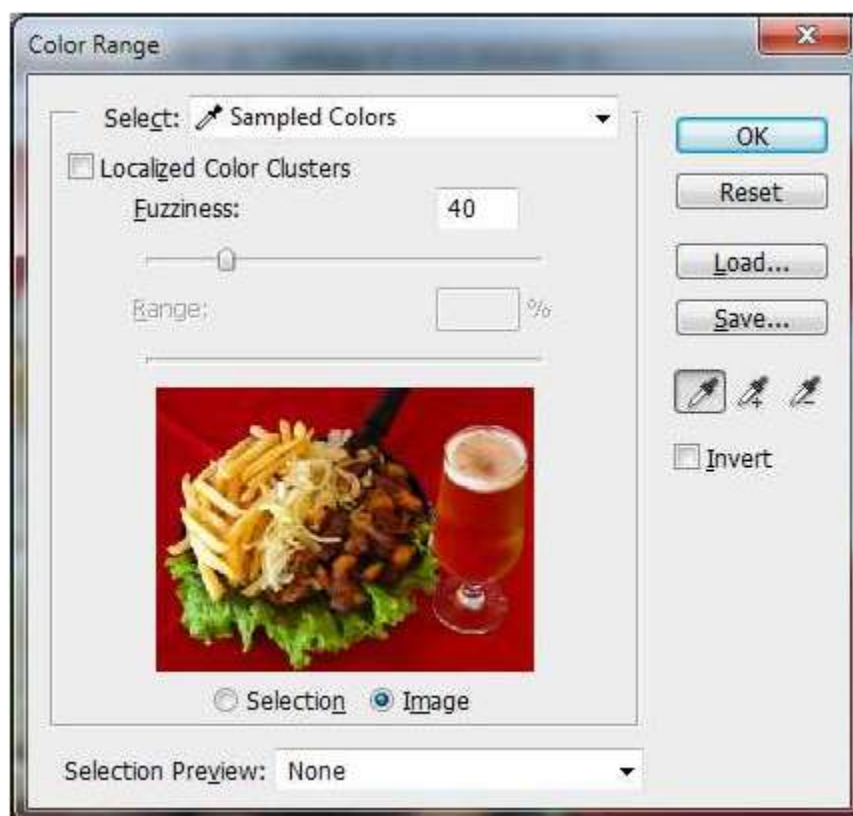 Color Range
Select: Sampled Colors
Localized Color Clusters
Fuzziness: 40
Range: %
Selection Image
Selection Preview: None
OK
Reset
Load...
Save...
Invert